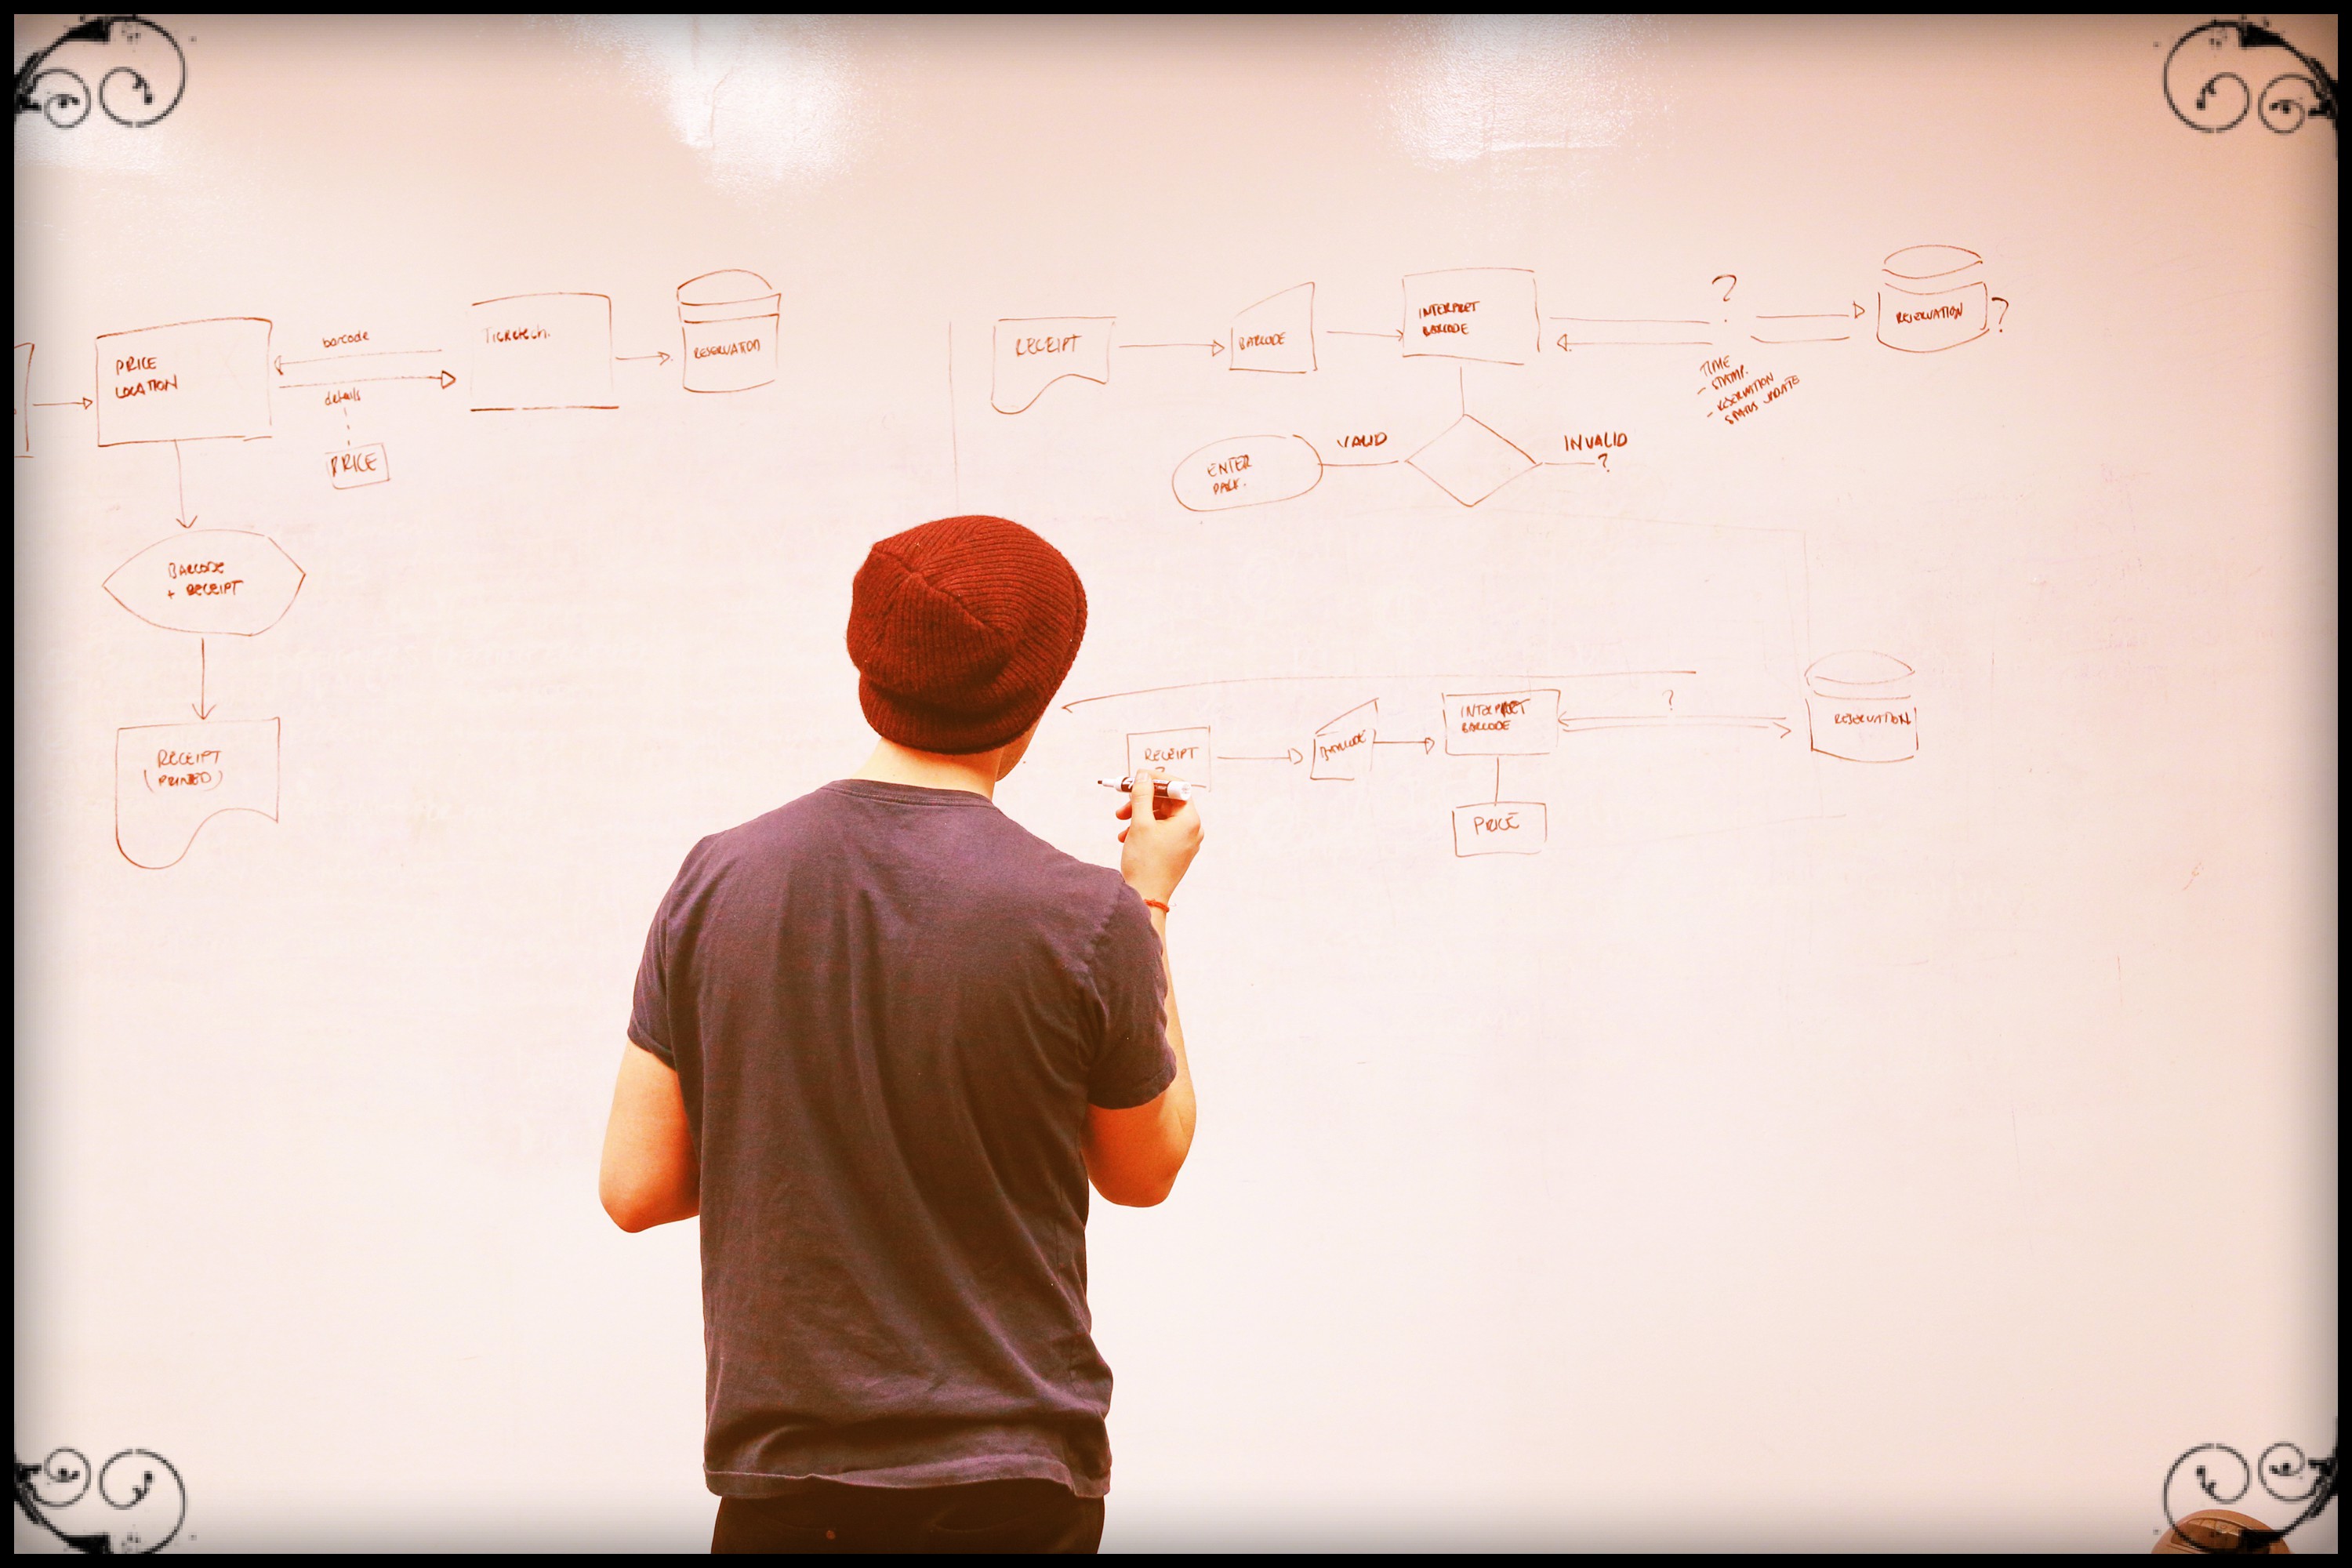 PRICE
LOCATION
barcode
details
PRICE
Ticketech.
RESERVATION
BARCODE
+ RECEIPT
RECEIPT
(PRINTED)
RECEIPT
BARCODE
INTERPRET
BARCODE
?
TIME
- STAMP.
- RESERVATION
STATUS UPDATE
RESERVATION
?
VALID
INVALID
?
ENTER
PARK.
RECEIPT
?
BARCODE
INTERPRET
BARCODE
?
RESERVATION
PRICE